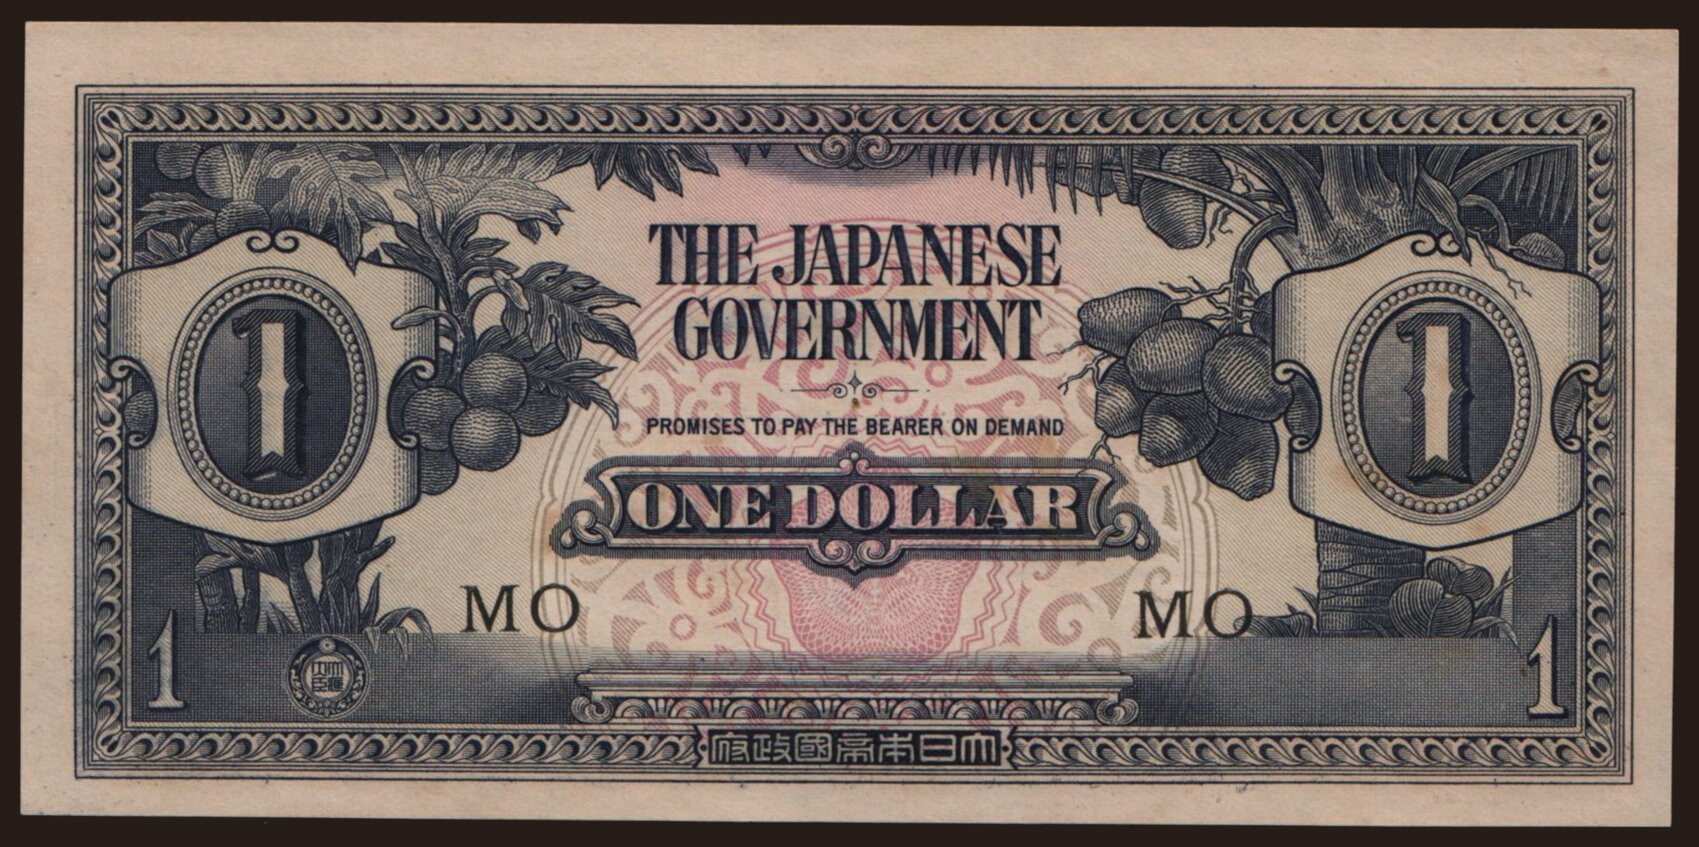 1
1
THE JAPANESE
GOVERNMENT
PROMISES TO PAY THE BEARER ON DEMAND
ONE DOLLAR
MO
MO
1
1
府政國帝本日大